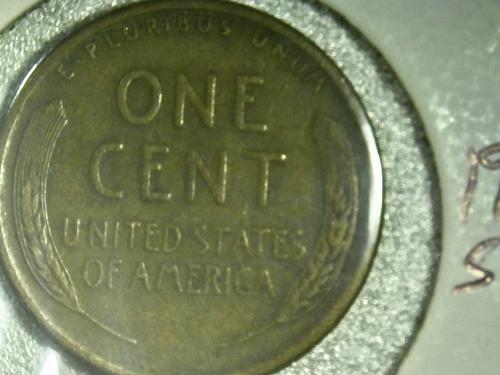 E PLURIBUS UNUM
ONE
CENT
UNITED STATES
OF AMERICA